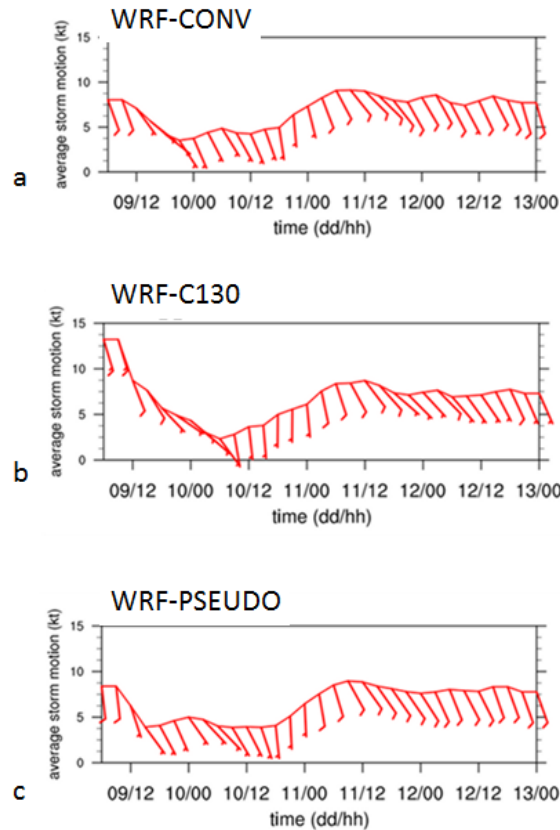 WRF-CONV
average storm motion (kt)
15
10
5
0
a
09/12 10/00 10/12 11/00 11/12 12/00 12/12 13/00
time (dd/hh)
WRF-C130
average storm motion (kt)
15
10
5
0
b
09/12 10/00 10/12 11/00 11/12 12/00 12/12 13/00
time (dd/hh)
WRF-PSEUDO
average storm motion (kt)
15
10
5
0
c
09/12 10/00 10/12 11/00 11/12 12/00 12/12 13/00
time (dd/hh)